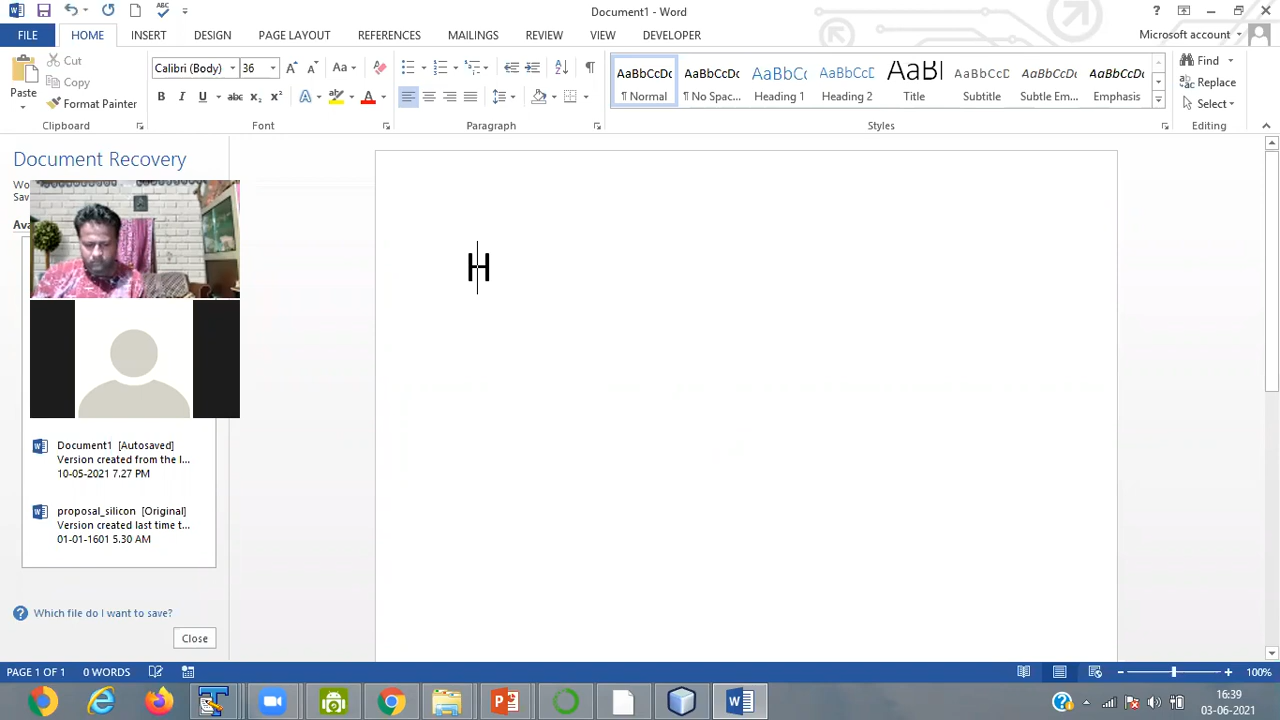 Document1 - Word
Microsoft account
FILE HOME INSERT DESIGN PAGE LAYOUT REFERENCES MAILINGS REVIEW VIEW DEVELOPER
Paste
Cut
Copy
Format Painter
Clipboard
Calibri (Body) 36
Font
Paragraph
AaBbCcDc AaBbCcDc AaBbCc AaBbCcD AaBl AaBbCcD AaBbCcDc AaBbCcDc
¶ Normal ¶ No Spac... Heading 1 Heading 2 Title Subtitle Subtle Em... Emphasis
Styles
Find
Replace
Select
Editing
Document Recovery
H
Document1 [Autosaved]
Version created from the l...
10-05-2021 7.27 PM
proposal_silicon [Original]
Version created last time t...
01-01-1601 5.30 AM
Which file do I want to save?
Close
PAGE 1 OF 1 0 WORDS 100%
16:39
03-06-2021